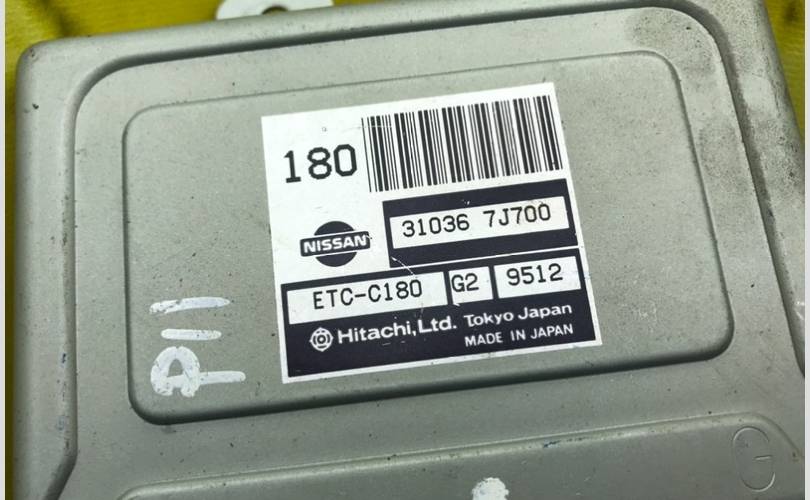 180
NISSAN
31036 7J700
ETC-C180 G2 9512
Hitachi,Ltd. Tokyo Japan
MADE IN JAPAN
P11
G